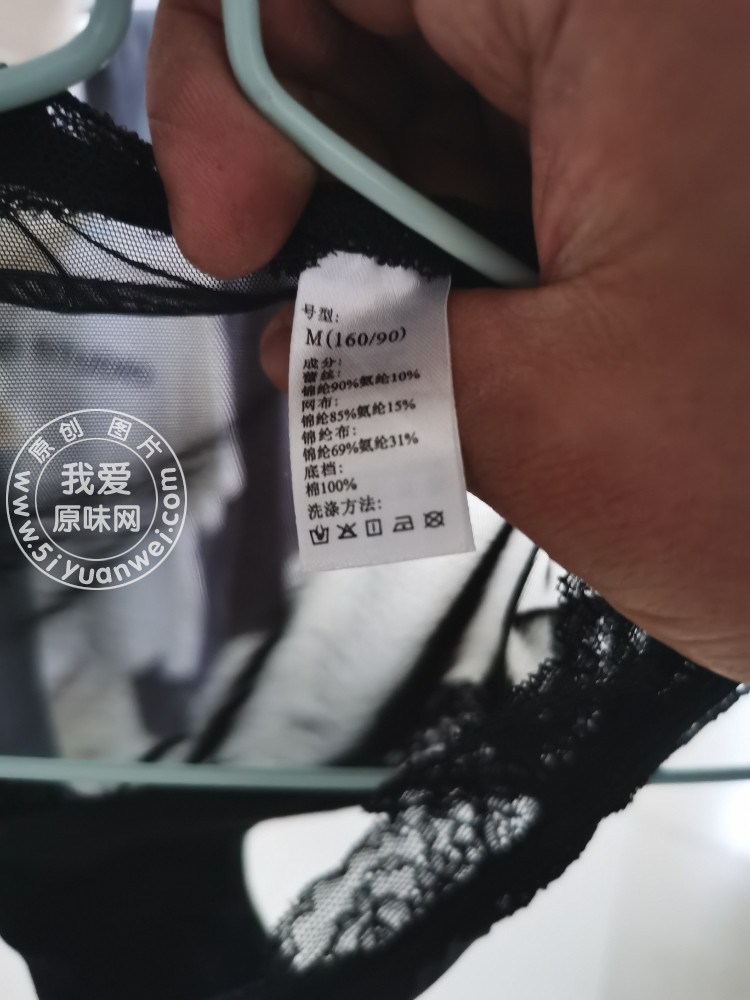 号型:
M(160/90)
成分:
蕾丝:
锦纶90%氨纶10%
网布:
锦纶85%氨纶15%
锦纶布:
锦纶69%氨纶31%
底档:
棉100%
洗涤方法:
原创 图片
我爱
原味网
www.5iyuanwei.com